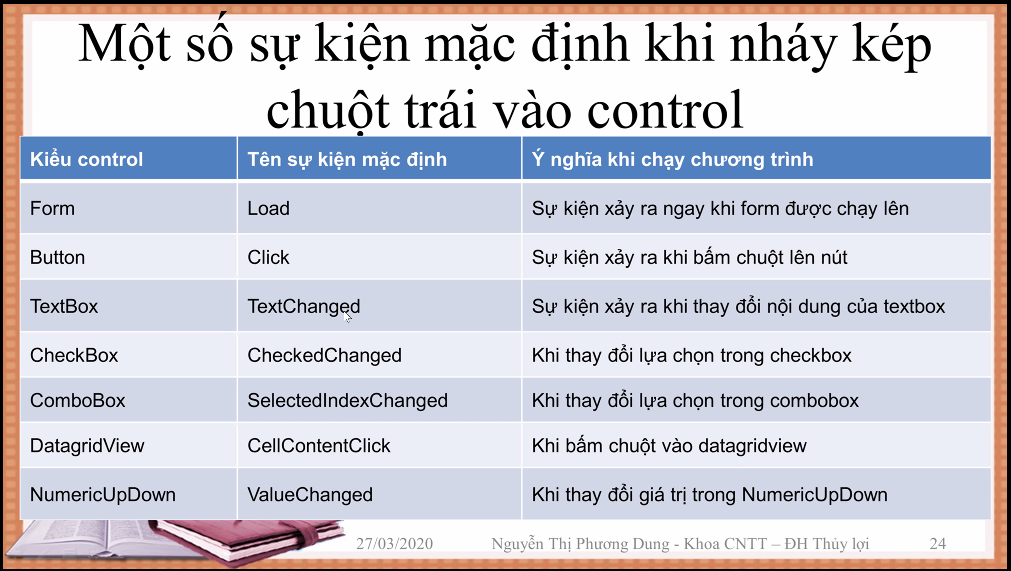 Một số sự kiện mặc định khi nháy kép
chuột trái vào control
Kiểu control Tên sự kiện mặc định Ý nghĩa khi chạy chương trình
Form Load Sự kiện xảy ra ngay khi form được chạy lên
Button Click Sự kiện xảy ra khi bấm chuột lên nút
TextBox TextChanged Sự kiện xảy ra khi thay đổi nội dung của textbox
CheckBox CheckedChanged Khi thay đổi lựa chọn trong checkbox
ComboBox SelectedIndexChanged Khi thay đổi lựa chọn trong combobox
DatagridView CellContentClick Khi bấm chuột vào datagridview
NumericUpDown ValueChanged Khi thay đổi giá trị trong NumericUpDown
27/03/2020 Nguyễn Thị Phương Dung - Khoa CNTT – ĐH Thủy lợi 24